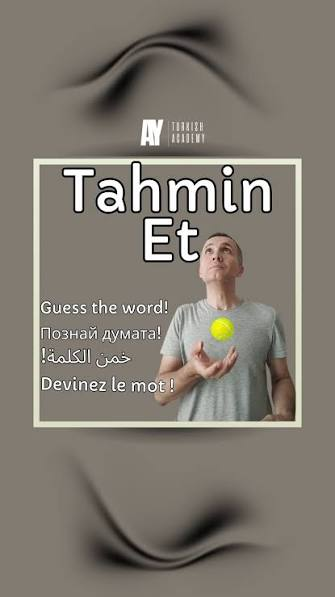 AY TURKISH
ACADEMY
Tahmin
Et
Guess the word!
Познай думата!
خمن الكلمة!
Devinez le mot !